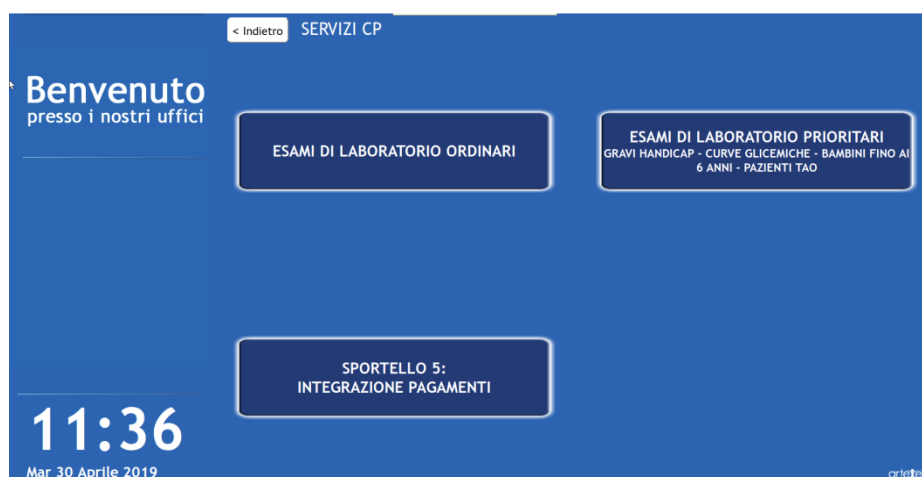 < Indietro SERVIZI CP
Benvenuto
presso i nostri uffici
ESAMI DI LABORATORIO ORDINARI
ESAMI DI LABORATORIO PRIORITARI
GRAVI HANDICAP - CURVE GLICEMICHE - BAMBINI FINO AI
6 ANNI - PAZIENTI TAO
SPORTELLO 5:
INTEGRAZIONE PAGAMENTI
11:36
Mar 30 Aprile 2019